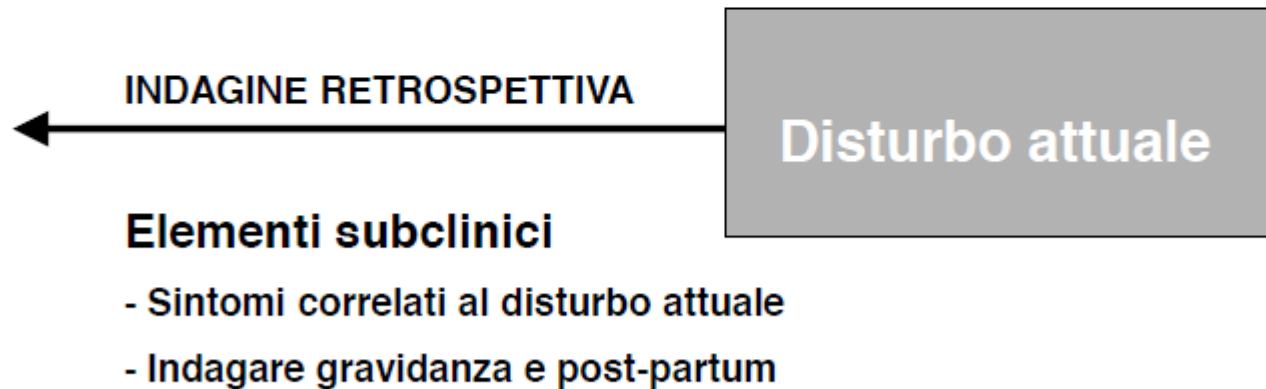 INDAGINE RETROSPETTIVA
Disturbo attuale
Elementi subclinici
- Sintomi correlati al disturbo attuale
- Indagare gravidanza e post-partum